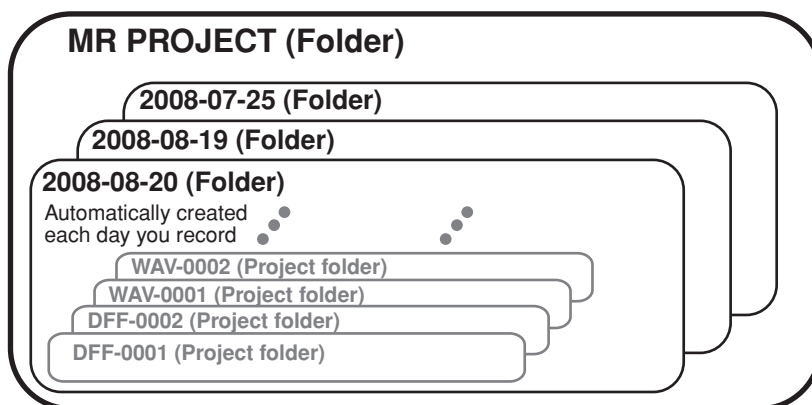 MR PROJECT (Folder)
2008-07-25 (Folder)
2008-08-19 (Folder)
2008-08-20 (Folder)
Automatically created
each day you record
WAV-0002 (Project folder)
WAV-0001 (Project folder)
DFF-0002 (Project folder)
DFF-0001 (Project folder)